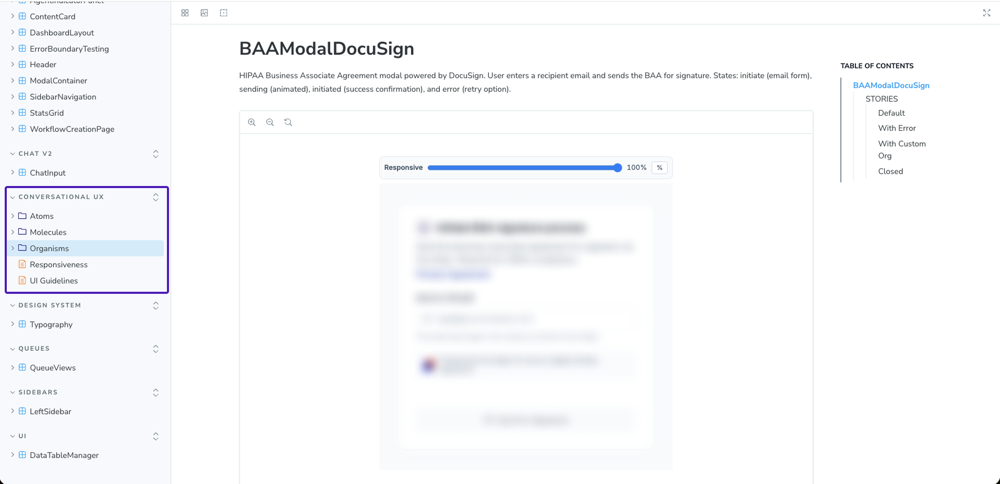 AgentIndicatorPanel
ContentCard
DashboardLayout
ErrorBoundaryTesting
Header
ModalContainer
SidebarNavigation
StatsGrid
WorkflowCreationPage
CHAT V2
ChatInput
CONVERSATIONAL UX
Atoms
Molecules
Organisms
Responsiveness
UI Guidelines
DESIGN SYSTEM
Typography
QUEUES
QueueViews
SIDEBARS
LeftSidebar
UI
DataTableManager
BAAModalDocuSign
HIPAA Business Associate Agreement modal powered by DocuSign. User enters a recipient email and sends the BAA for signature. States: initiate (email form),
sending (animated), initiated (success confirmation), and error (retry option).
Responsive 100% %
TABLE OF CONTENTS
BAAModalDocuSign
STORIES
Default
With Error
With Custom
Org
Closed